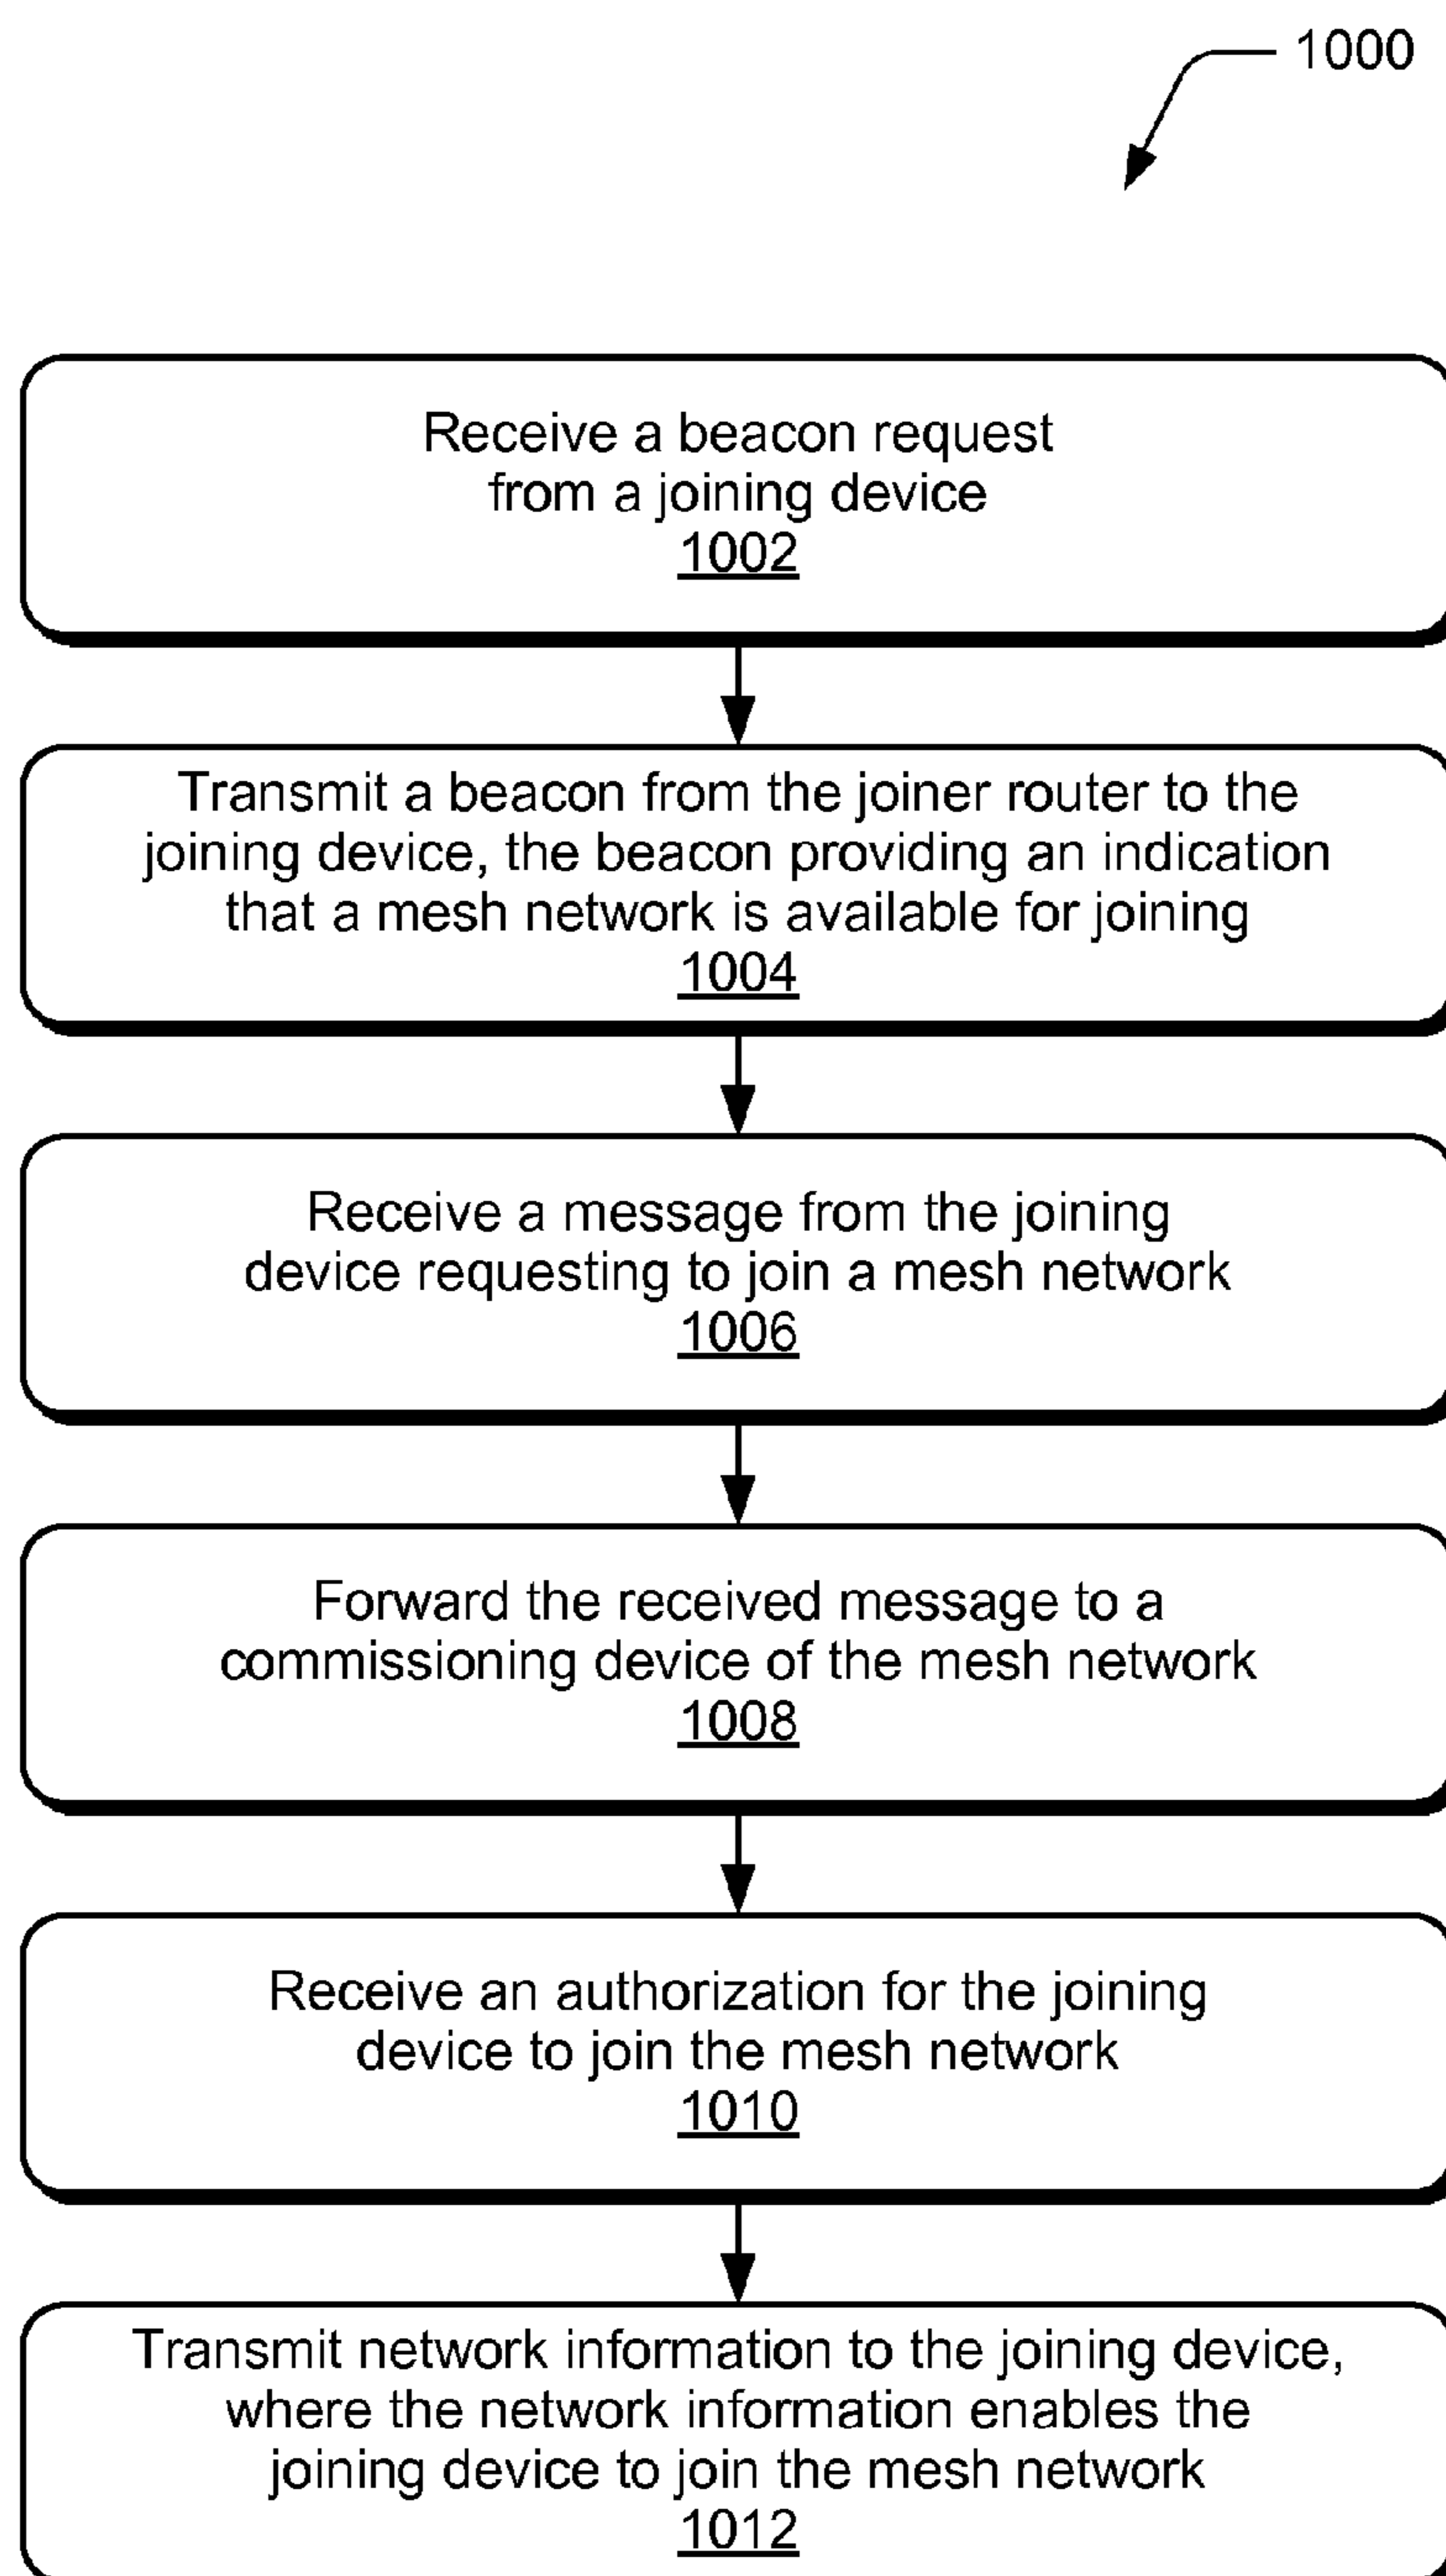 1000
Receive a beacon request
from a joining device
1002
Transmit a beacon from the joiner router to the
joining device, the beacon providing an indication
that a mesh network is available for joining
1004
Receive a message from the joining
device requesting to join a mesh network
1006
Forward the received message to a
commissioning device of the mesh network
1008
Receive an authorization for the joining
device to join the mesh network
1010
Transmit network information to the joining device,
where the network information enables the
joining device to join the mesh network
1012